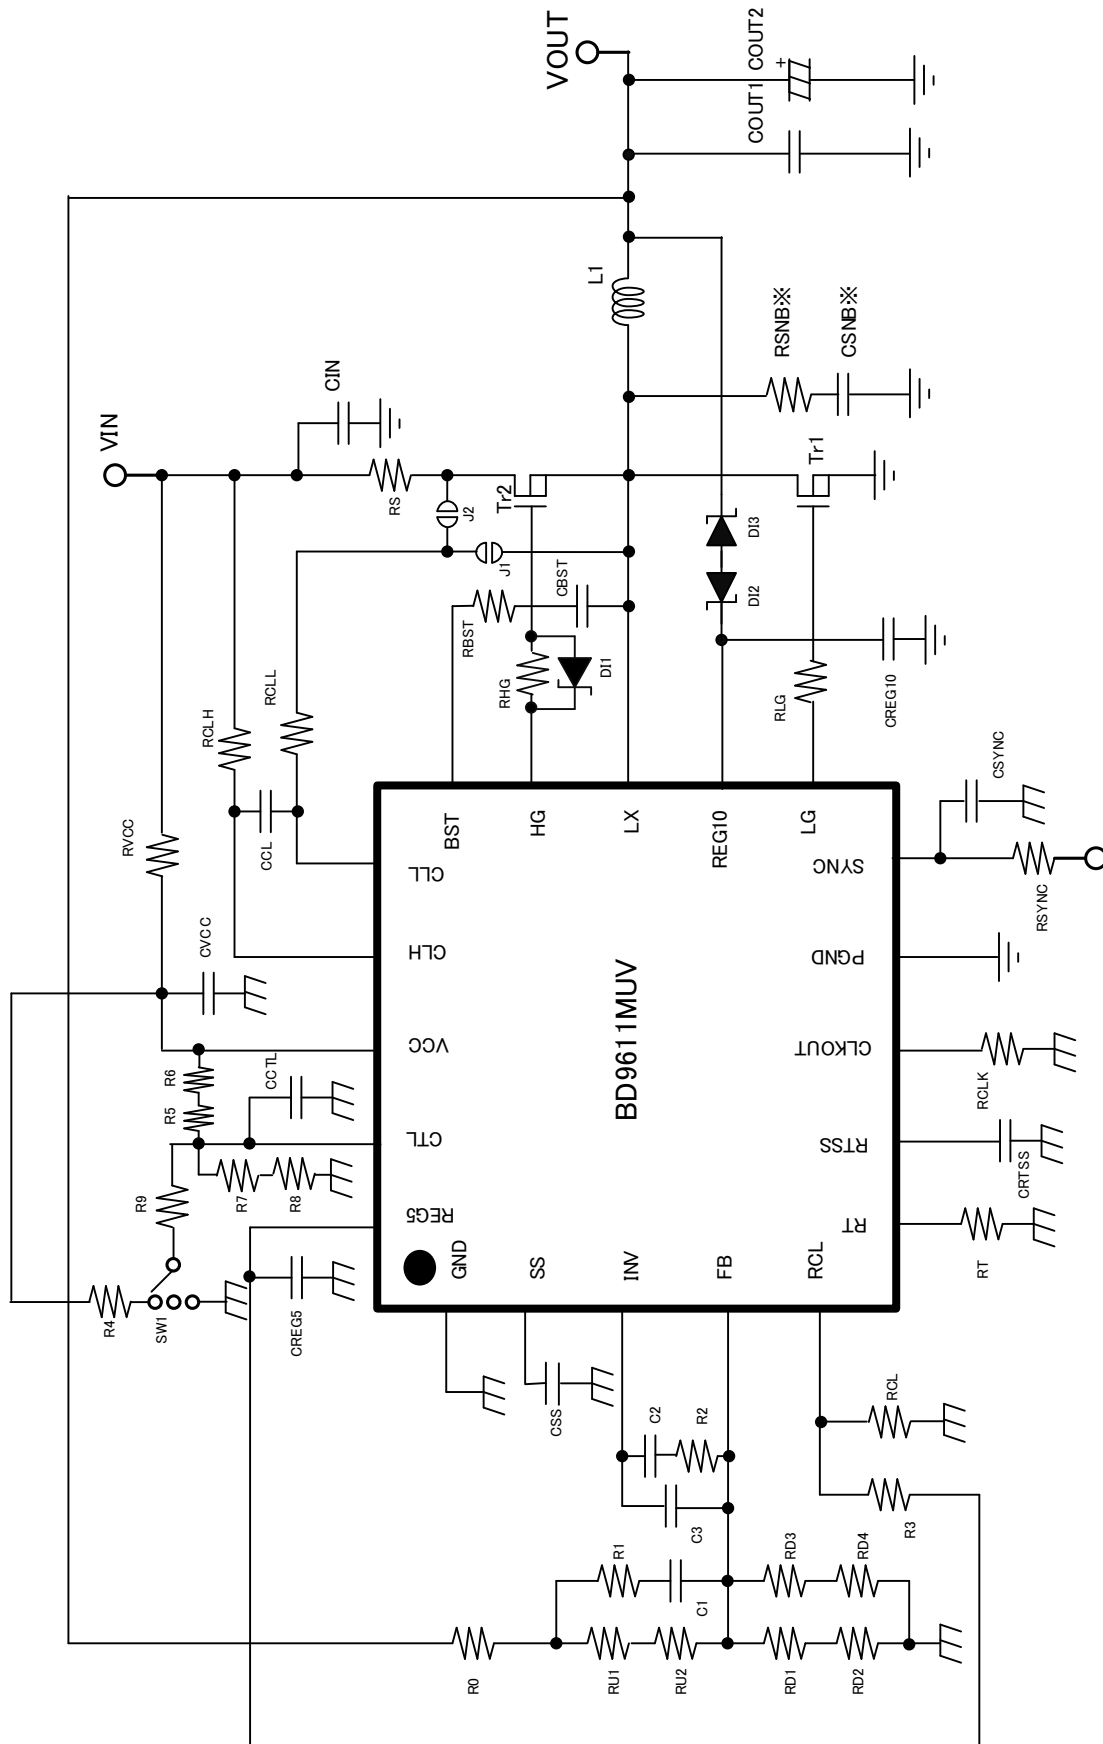 VOUT
COUT1 COUT2
+
L1
RSNB※
CSNB※
CIN
VIN
RS
J2
J1
Tr2
Tr1
DI3
DI2
CBST
RBST
DI1
RHG
RLG
CREG10
RCLL
RCLH
CCL
RVCC
CVCC
CSYNC
RSYNC
BST
HG
LX
REG10
LG
CLL
CLH
VCC
CTL
REG5
SYNC
PGND
CLKOUT
RTSS
RT
BD9611MUV
GND
SS
INV
FB
RCL
R6
R5
CCTL
R9
R7
R8
R4
SW1
CREG5
RCLK
CRTSS
RT
CSS
C2
R2
C3
RCL
R3
R1
C1
RD3
RD4
R0
RU1
RU2
RD1
RD2